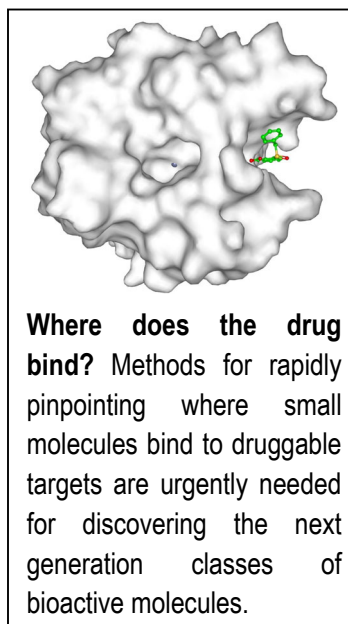 Where does the drug
bind? Methods for rapidly
pinpointing where small
molecules bind to druggable
targets are urgently needed
for discovering the next
generation classes of
bioactive molecules.